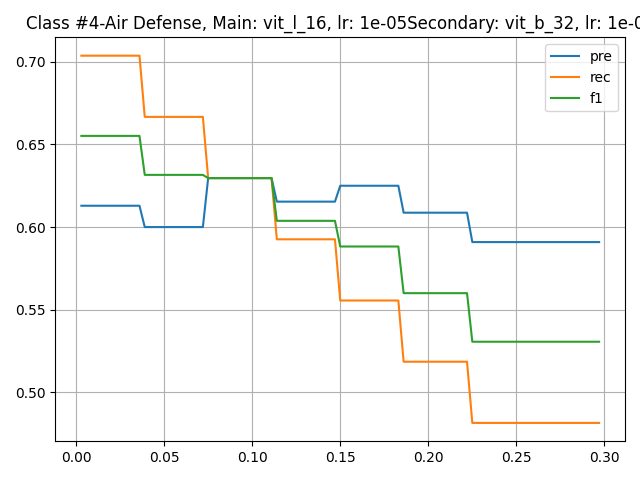 Class #4-Air Defense, Main: vit_l_16, lr: 1e-05Secondary: vit_b_32, lr: 1e-0
pre
rec
f1
0.70
0.65
0.60
0.55
0.50
0.00 0.05 0.10 0.15 0.20 0.25 0.30